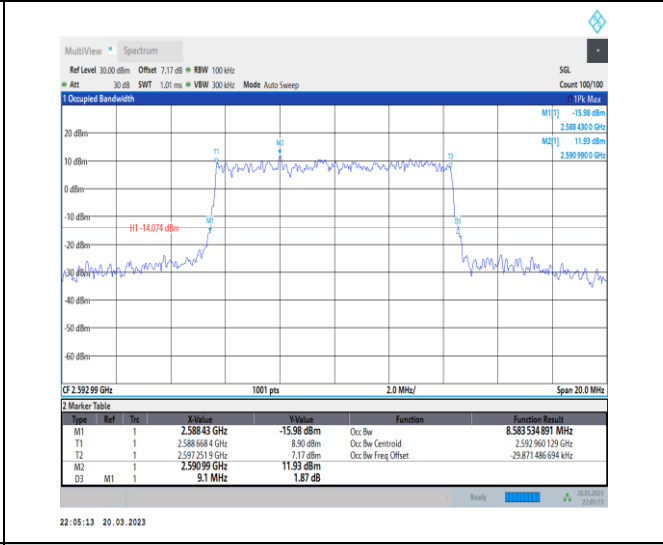 MultiView Spectrum
Ref Level 30.00 dBm Offset 7.17 dB RBW 100 kHz SGL
Att 30 dB SWT 1.01 ms VBW 300 kHz Mode Auto Sweep Count 100/100
1 Occupied Bandwidth 1Pk Max
M1[1] -15.98 dBm
2.588 430 0 GHz
M2[1] 11.93 dBm
2.590 990 0 GHz
20 dBm
M2
T1
T2
10 dBm
0 dBm
-10 dBm
M1
D3
H1 -14.074 dBm
-20 dBm
-30 dBm
-40 dBm
-50 dBm
-60 dBm
CF 2.592 99 GHz 1001 pts 2.0 MHz/ Span 20.0 MHz
2 Marker Table
Type Ref Trc X-Value Y-Value Function Function Result
M1 1 2.588 43 GHz -15.98 dBm Occ Bw 8.583 534 891 MHz
T1 1 2.588 668 4 GHz 8.90 dBm Occ Bw Centroid 2.592 960 129 GHz
T2 1 2.597 251 9 GHz 7.17 dBm Occ Bw Freq Offset -29.871 486 694 kHz
M2 1 2.590 99 GHz 11.93 dBm
D3 M1 1 9.1 MHz 1.87 dB
Ready 20.03.2023
22:05:13
22:05:13 20.03.2023